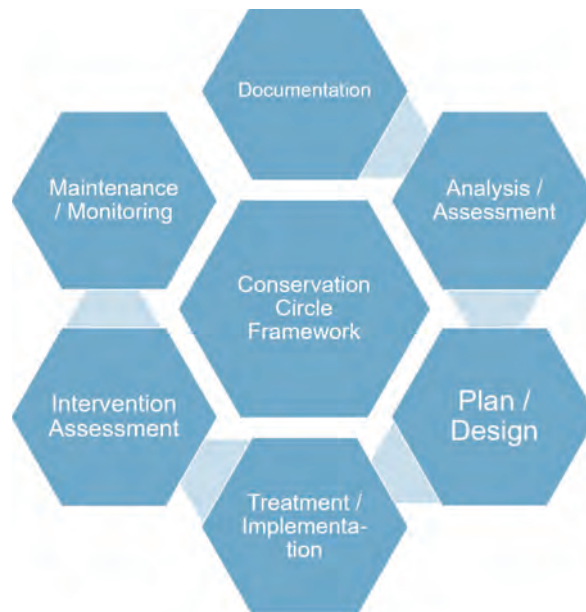 Documentation
Analysis /
Assessment
Plan /
Design
Treatment /
Implementa-
tion
Intervention
Assessment
Maintenance
/ Monitoring
Conservation
Circle
Framework